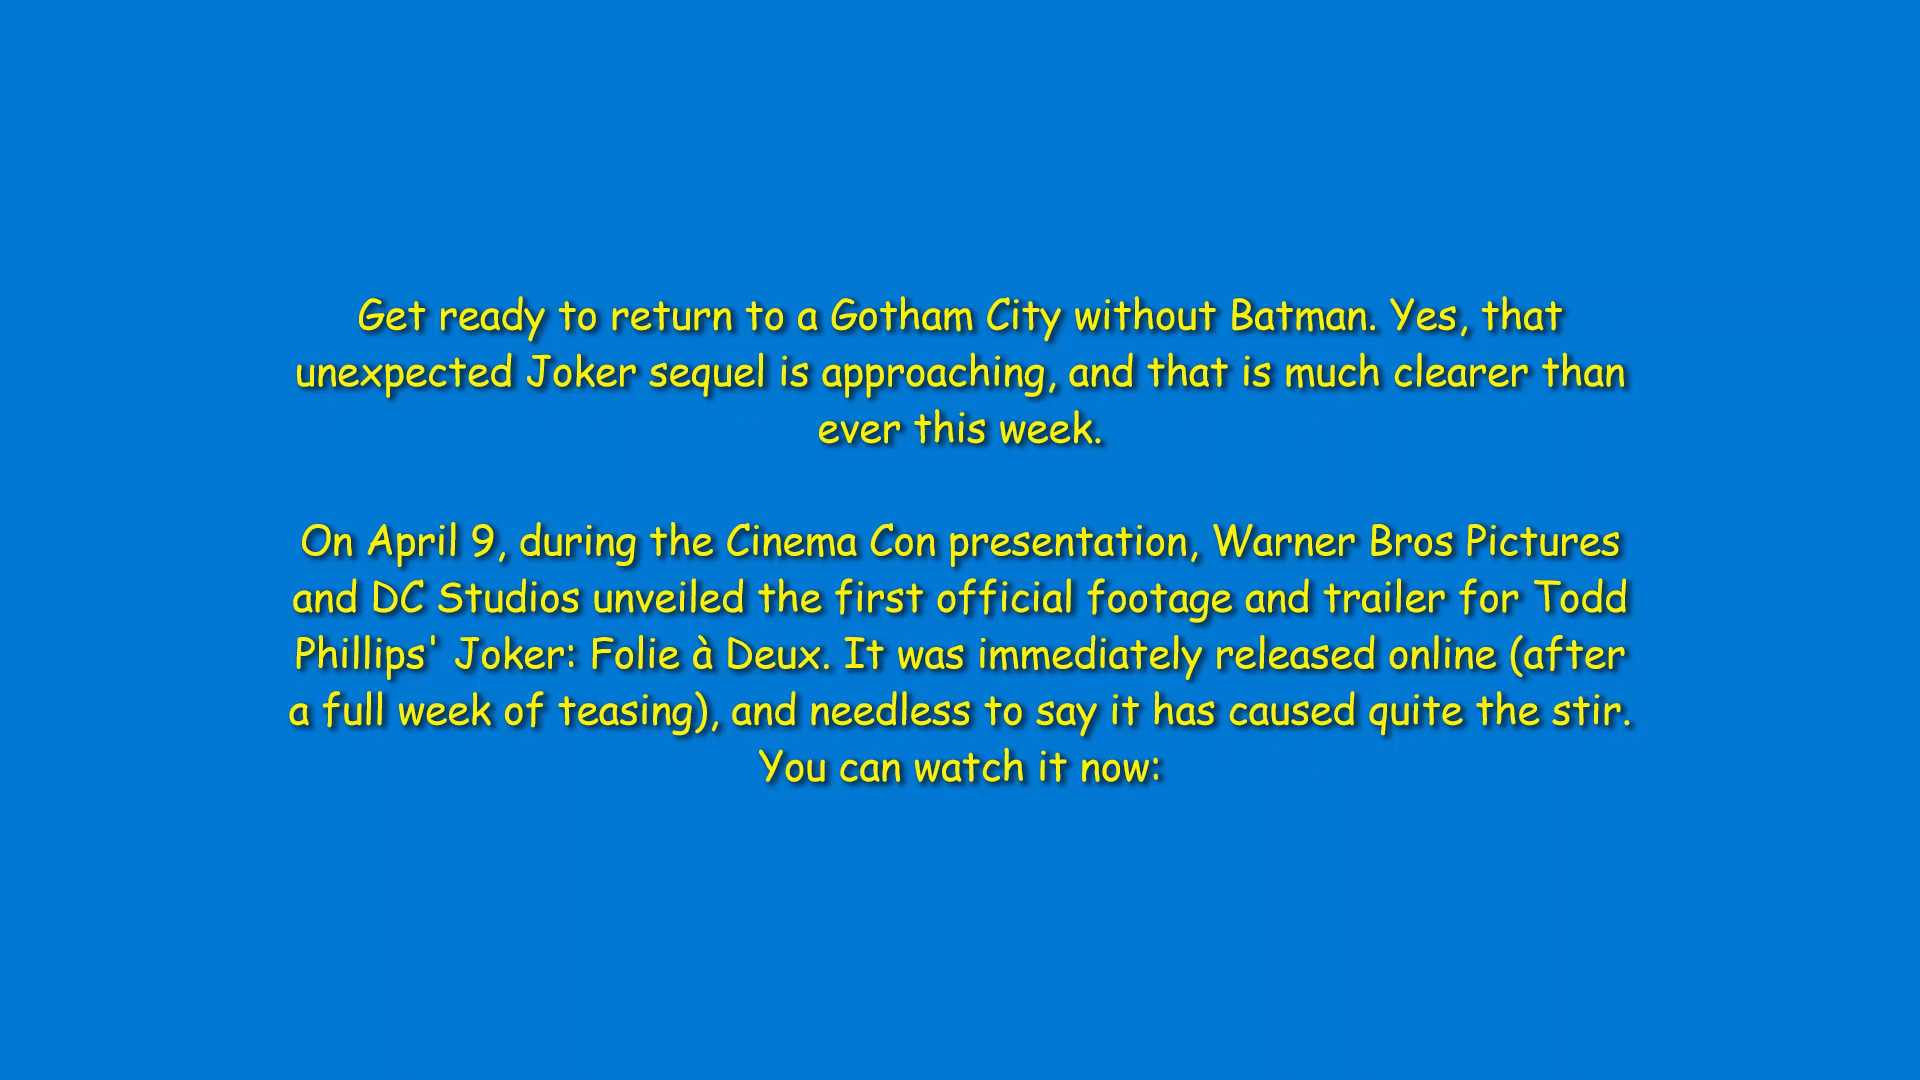 Get ready to return to a Gotham City without Batman. Yes, that
unexpected Joker sequel is approaching, and that is much clearer than
ever this week.
On April 9, during the Cinema Con presentation, Warner Bros Pictures
and DC Studios unveiled the first official footage and trailer for Todd
Phillips' Joker: Folie à Deux. It was immediately released online (after
a full week of teasing), and needless to say it has caused quite the stir.
You can watch it now: